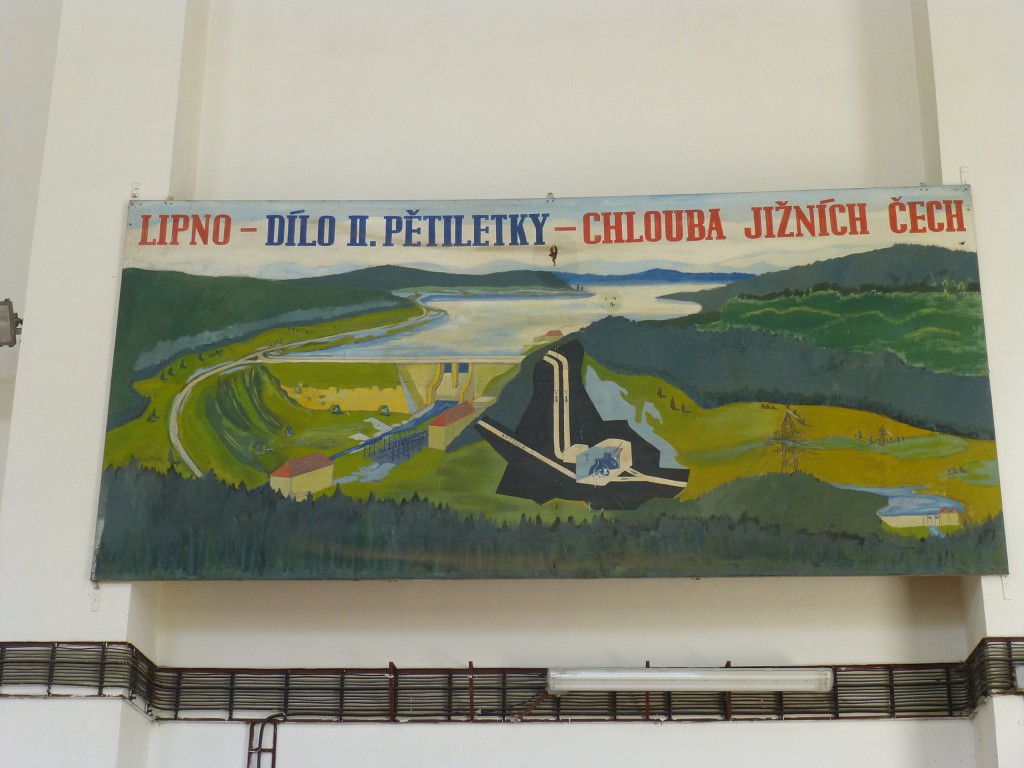 LIPNO – DÍLO II. PĚTILETKY – CHLOUBA JIŽNÍCH ČECH